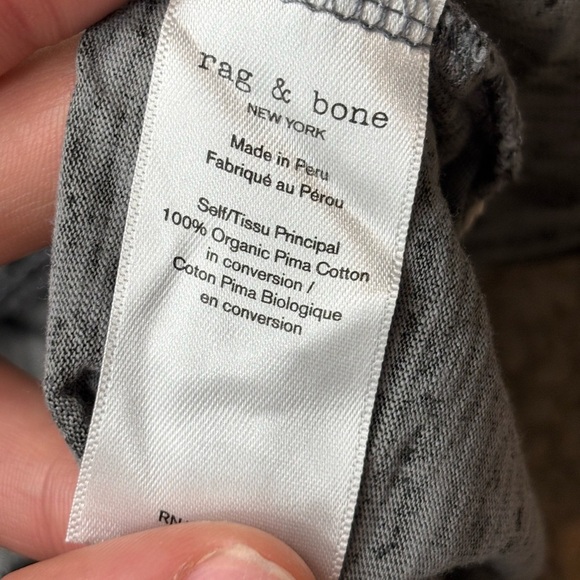 rag & bone
NEW YORK
Made in Peru
Fabriqué au Pérou
Self/Tissu Principal
100% Organic Pima Cotton
in conversion /
Coton Pima Biologique
en conversion
RN